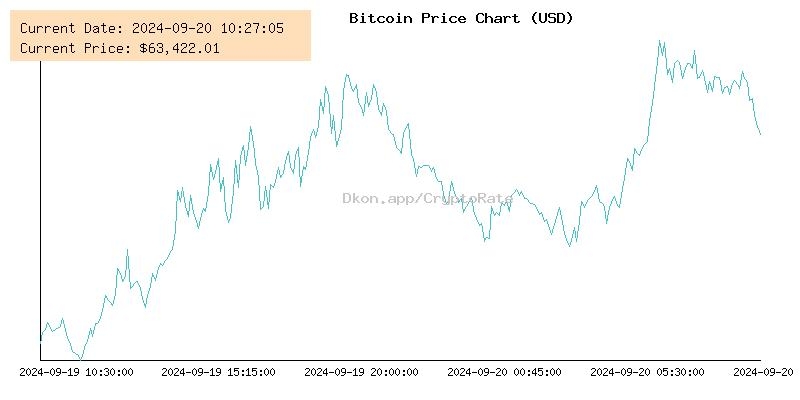 Bitcoin Price Chart (USD)
Current Date: 2024-09-20 10:27:05
Current Price: $63,422.01
Dkon.app/CryptoRate
2024-09-19 10:30:00 2024-09-19 15:15:00 2024-09-19 20:00:00 2024-09-20 00:45:00 2024-09-20 05:30:00 2024-09-20